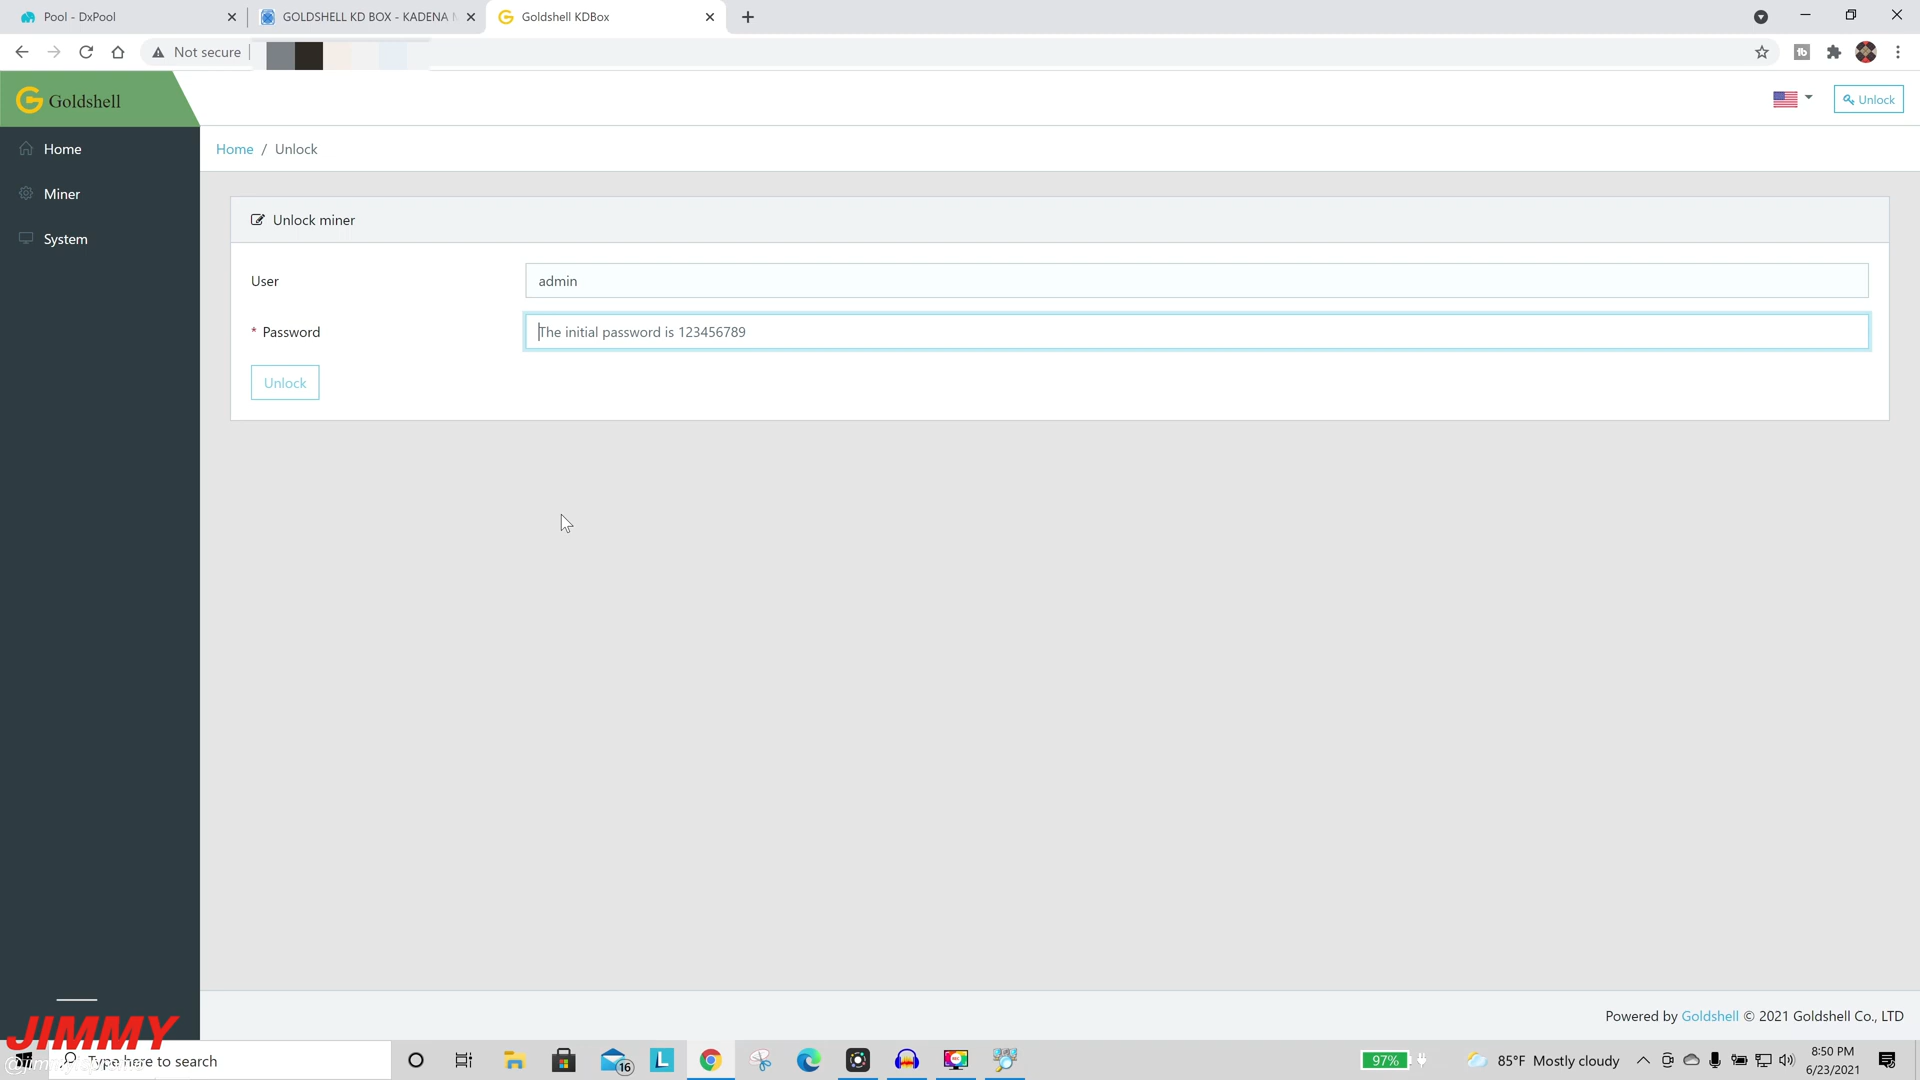 Pool - DxPool
GOLDSHELL KD BOX - KADENA
Goldshell KDBox
Not secure
Goldshell
Unlock
Home
Home / Unlock
Miner
System
Unlock miner
User
admin
* Password
The initial password is 123456789
Unlock
Powered by Goldshell © 2021 Goldshell Co., LTD
JIMMY
Type here to search
16
L
97%
85°F Mostly cloudy
8:50 PM
6/23/2021